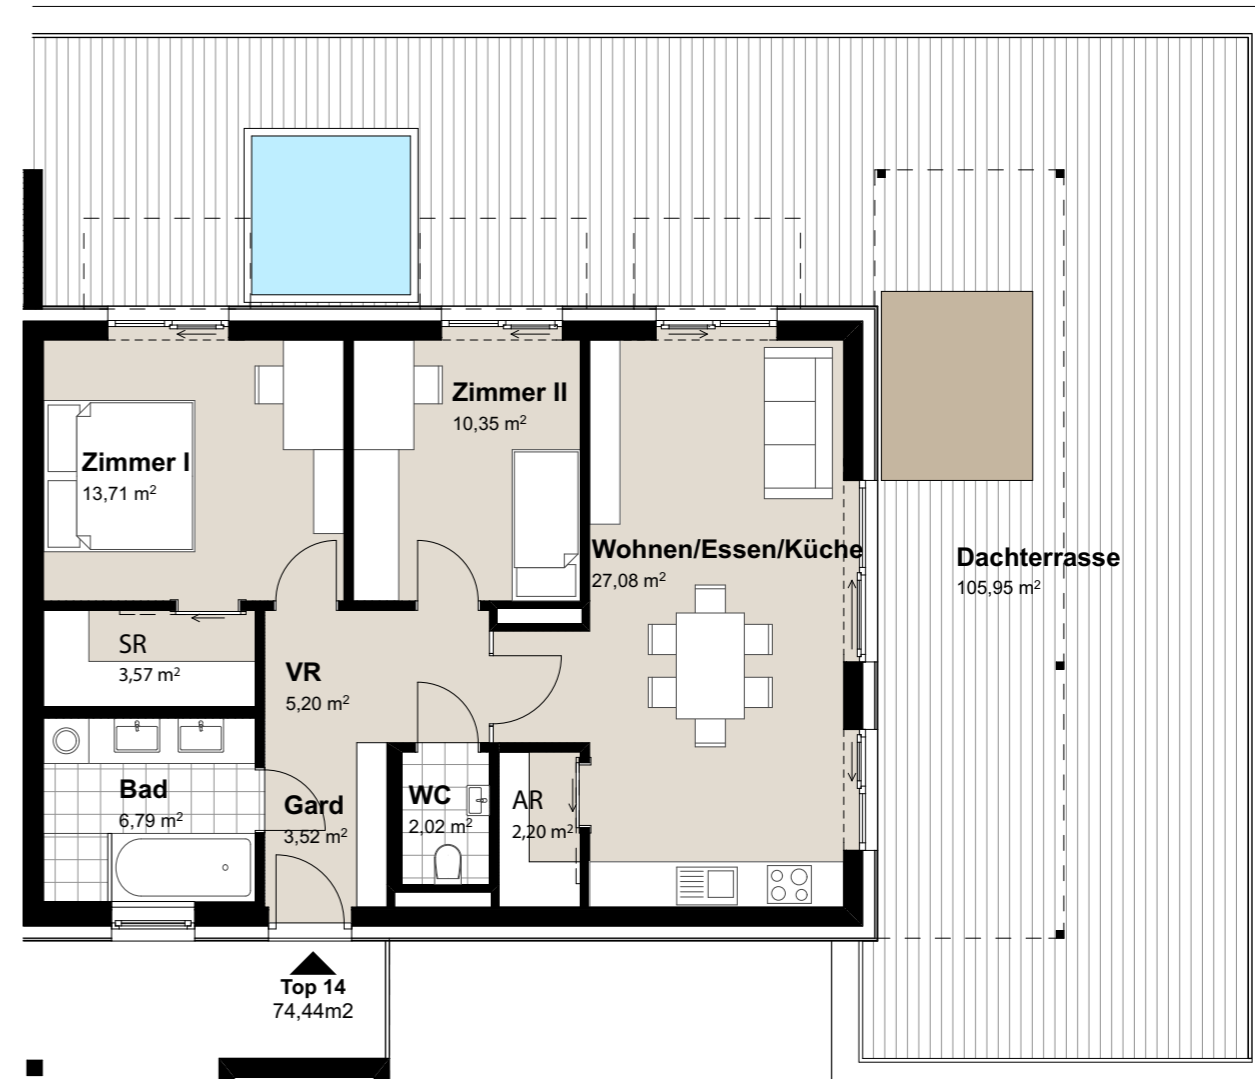 Zimmer II
10,35 m²
Zimmer I
13,71 m²
Wohnen/Essen/Küche
27,08 m²
Dachterrasse
105,95 m²
SR
3,57 m²
VR
5,20 m²
Bad
6,79 m²
Gard
3,52 m²
WC
2,02 m²
AR
2,20 m²
Top 14
74,44m2